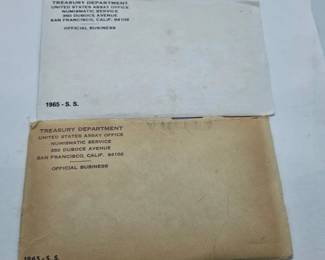 TREASURY DEPARTMENT
UNITED STATES ASSAY OFFICE
NUMISMATIC SERVICE
350 DUBOCE AVENUE
SAN FRANCISCO, CALIF. 94102
OFFICIAL BUSINESS
1965 - S. S.
TREASURY DEPARTMENT
UNITED STATES ASSAY OFFICE
NUMISMATIC SERVICE
350 DUBOCE AVENUE
SAN FRANCISCO, CALIF. 94102
OFFICIAL BUSINESS
1965 - S. S.